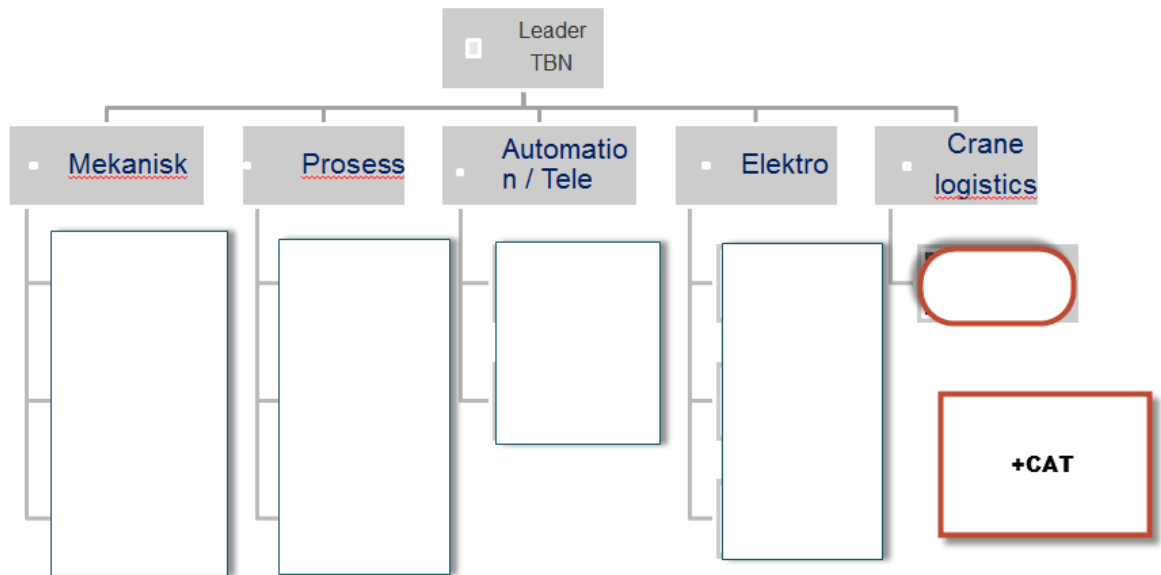 Leader
TBN
Mekanisk
Prosess
Automatio
n / Tele
Elektro
Crane
logistics
+CAT